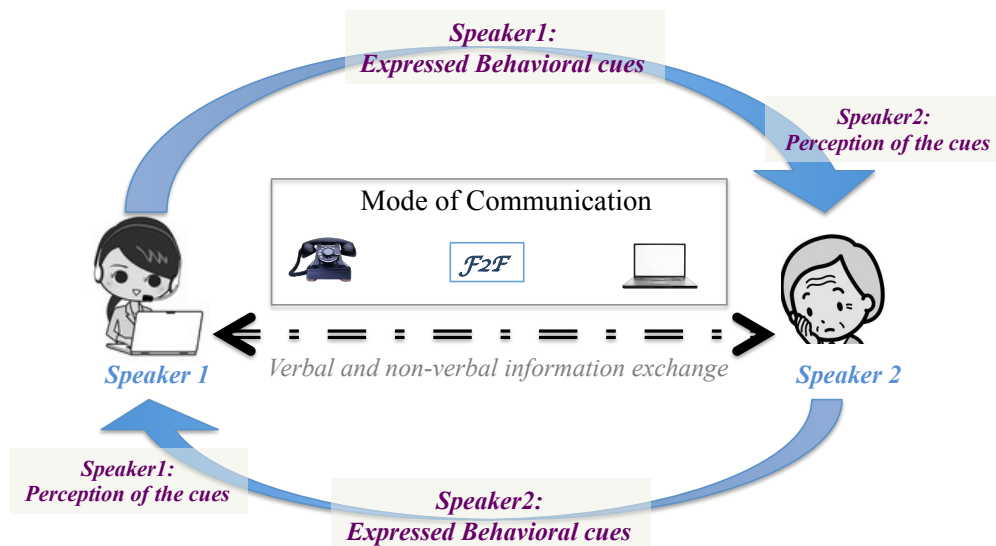 Speaker1:
Expressed Behavioral cues
Speaker2:
Perception of the cues
Mode of Communication
F2F
Verbal and non-verbal information exchange
Speaker 1
Speaker 2
Speaker1:
Perception of the cues
Speaker2:
Expressed Behavioral cues